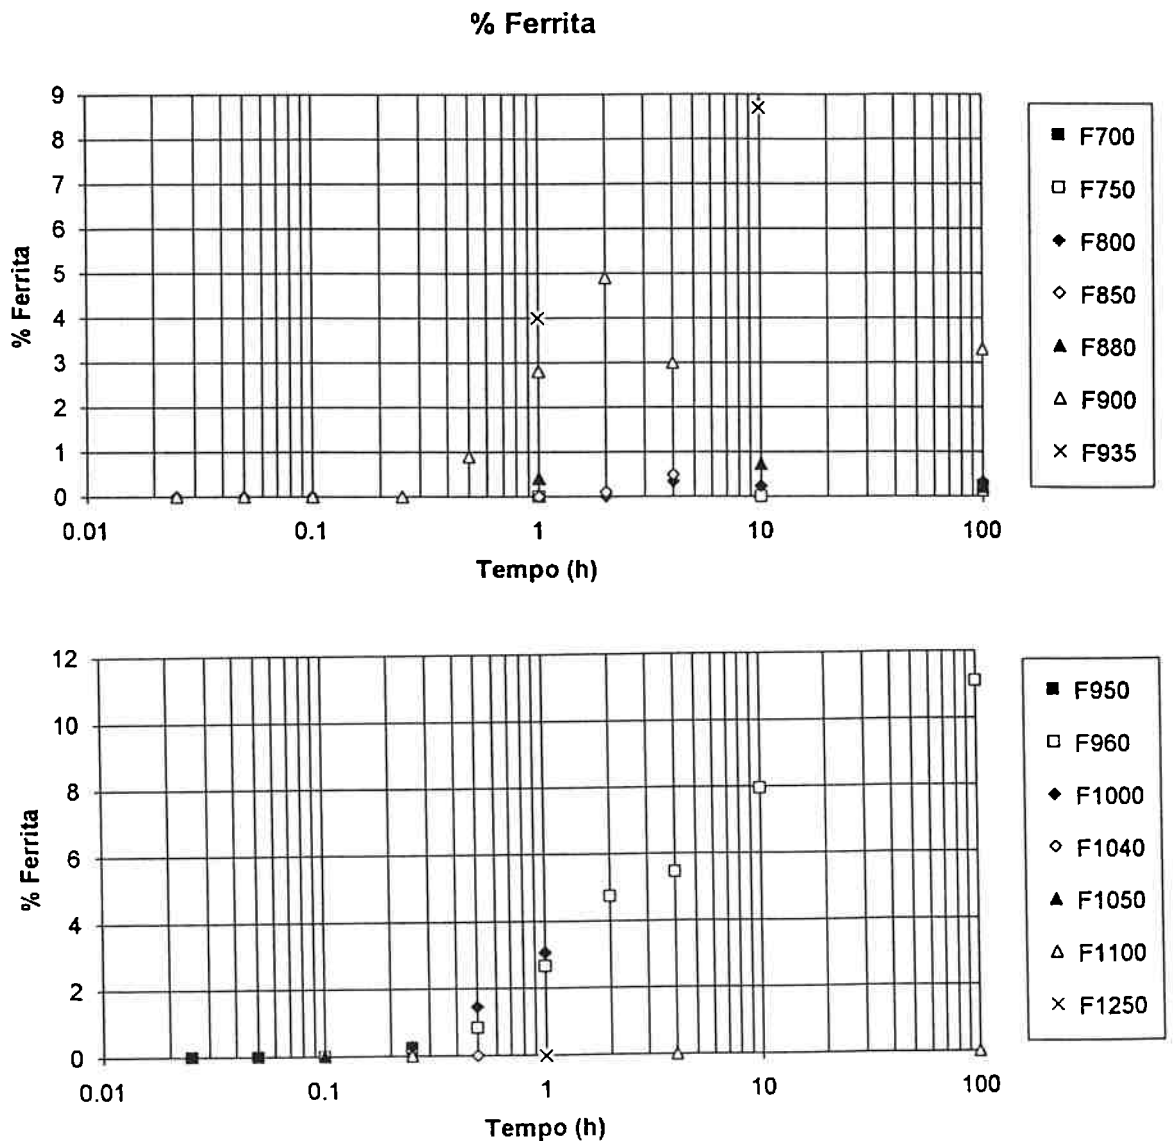 % Ferrita
9
8
7
6
5
4
3
2
1
0
% Ferrita
0.01 0.1 1 10 100
Tempo (h)
F700
F750
F800
F850
F880
F900
F935
12
10
8
6
4
2
0
% Ferrita
0.01 0.1 1 10 100
Tempo (h)
F950
F960
F1000
F1040
F1050
F1100
F1250